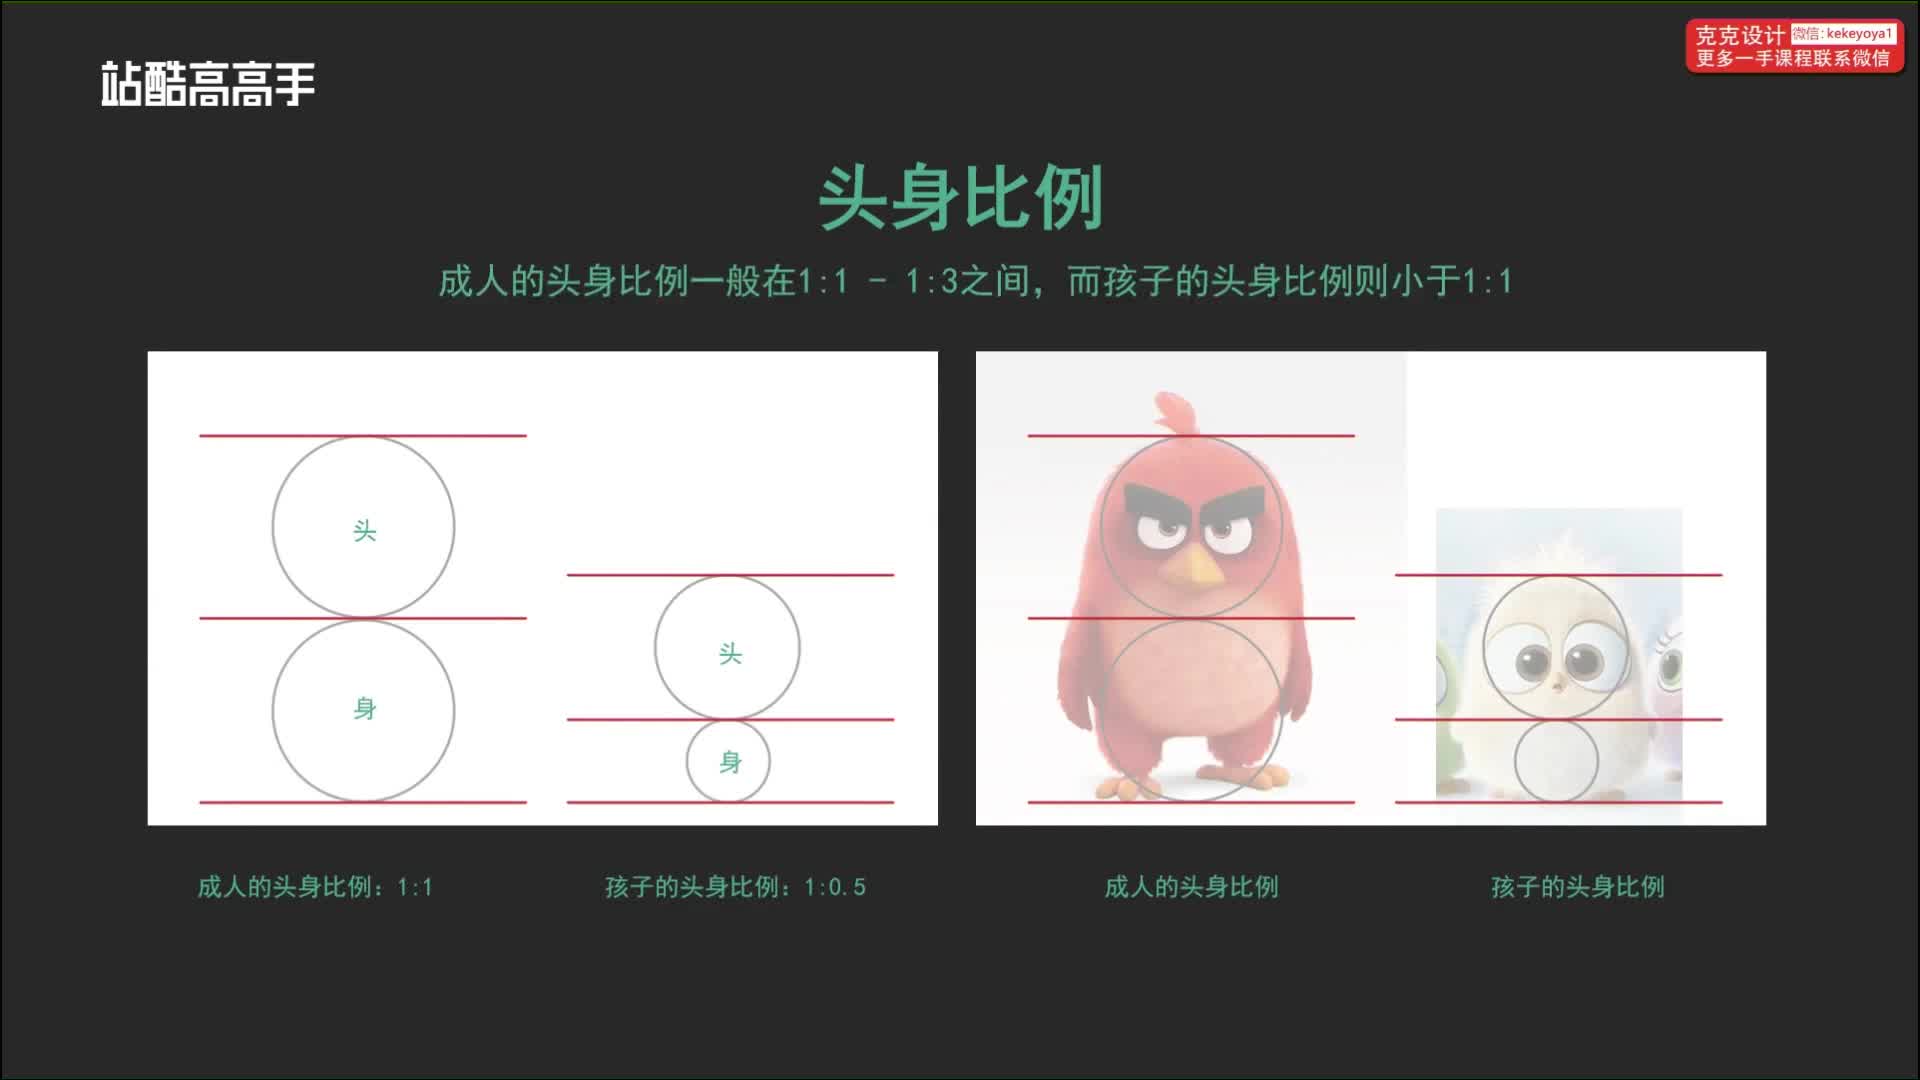 克克设计 微信:kekeyoya1
更多一手课程联系微信
站酷高高手
头身比例
成人的头身比例一般在1:1 - 1:3之间，而孩子的头身比例则小于1:1
头
身
头
身
成人的头身比例：1:1
孩子的头身比例：1:0.5
成人的头身比例
孩子的头身比例